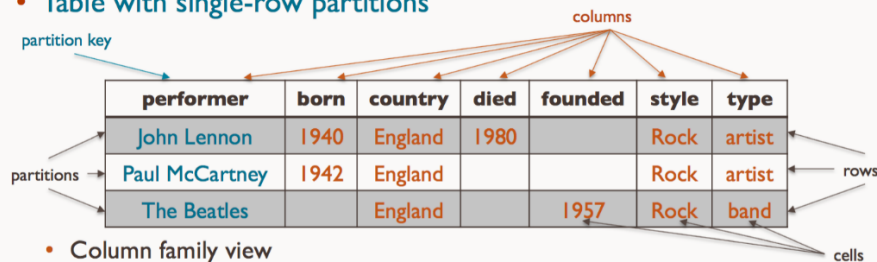 • Table with single-row partitions
columns
partition key
performer born country died founded style type
John Lennon 1940 England 1980 Rock artist
partitions Paul McCartney 1942 England Rock artist rows
The Beatles England 1957 Rock band
• Column family view
cells